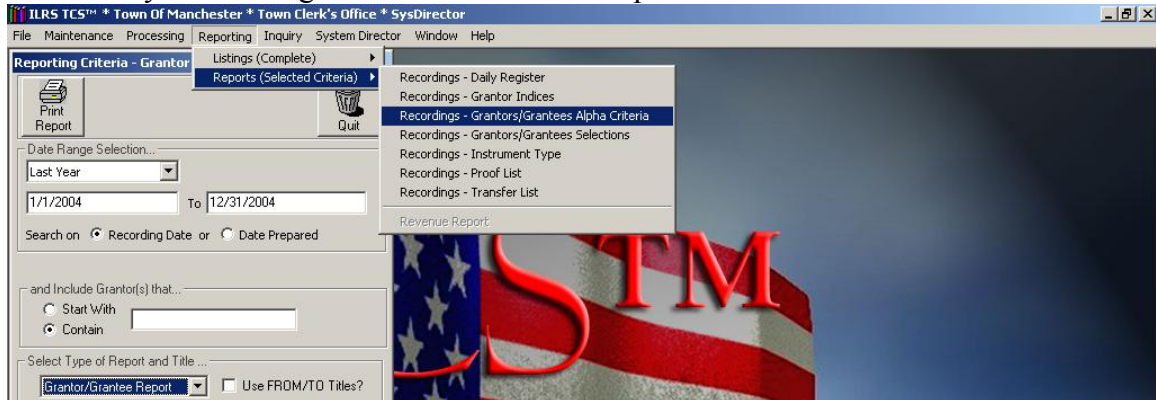 ILRS TCS™ * Town Of Manchester * Town Clerk's Office * SysDirector
File Maintenance Processing Reporting Inquiry System Director Window Help
Reporting Criteria - Grantor
Listings (Complete)
Reports (Selected Criteria)
Recordings - Daily Register
Recordings - Grantor Indices
Recordings - Grantors/Grantees Alpha Criteria
Recordings - Grantors/Grantees Selections
Recordings - Instrument Type
Recordings - Proof List
Recordings - Transfer List
Revenue Report
Print
Report
Quit
Date Range Selection...
Last Year
1/1/2004 To 12/31/2004
Search on Recording Date or Date Prepared
and Include Grantor(s) that...
Start With
Contain
Select Type of Report and Title ...
Grantor/Grantee Report Use FROM/TO Titles?
STM